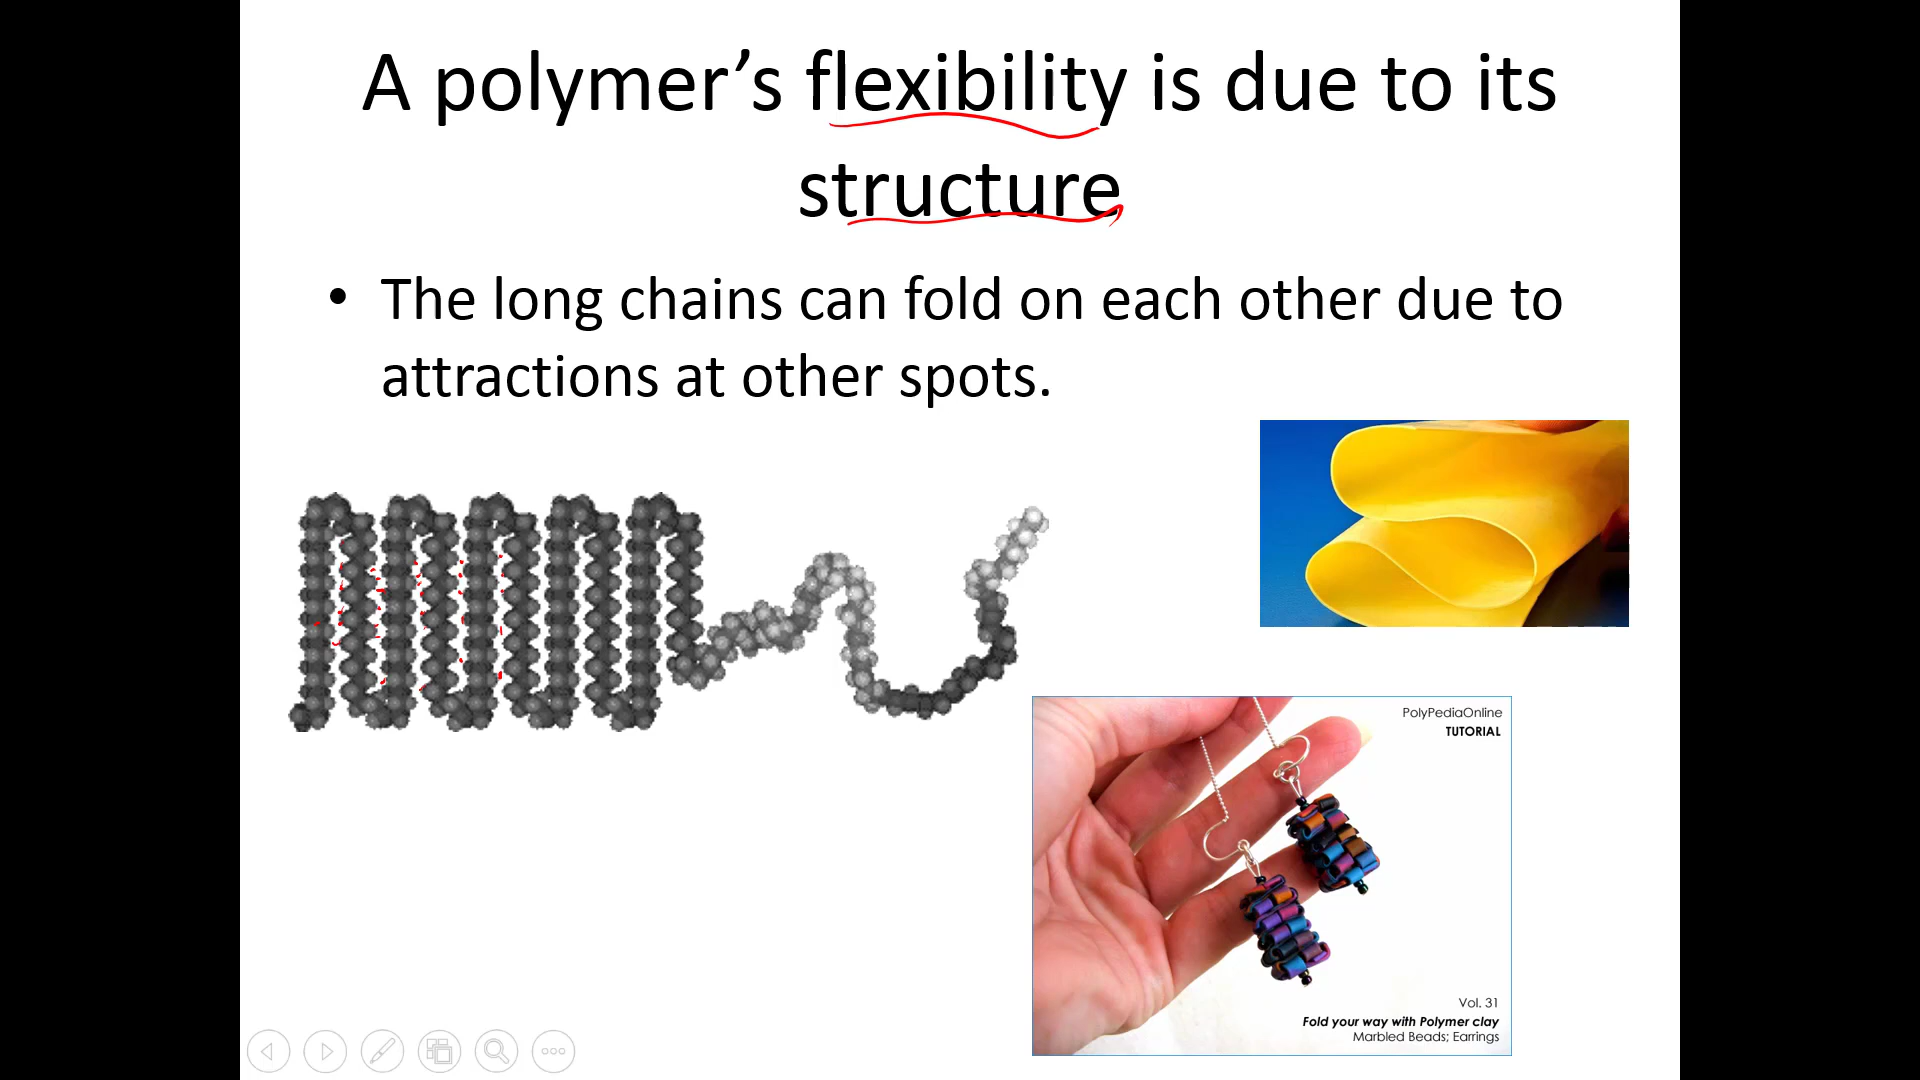 A polymer’s flexibility is due to its
structure
• The long chains can fold on each other due to
attractions at other spots.
PolyPediaOnline
TUTORIAL
Vol. 31
Fold your way with Polymer clay
Marbled Beads; Earrings